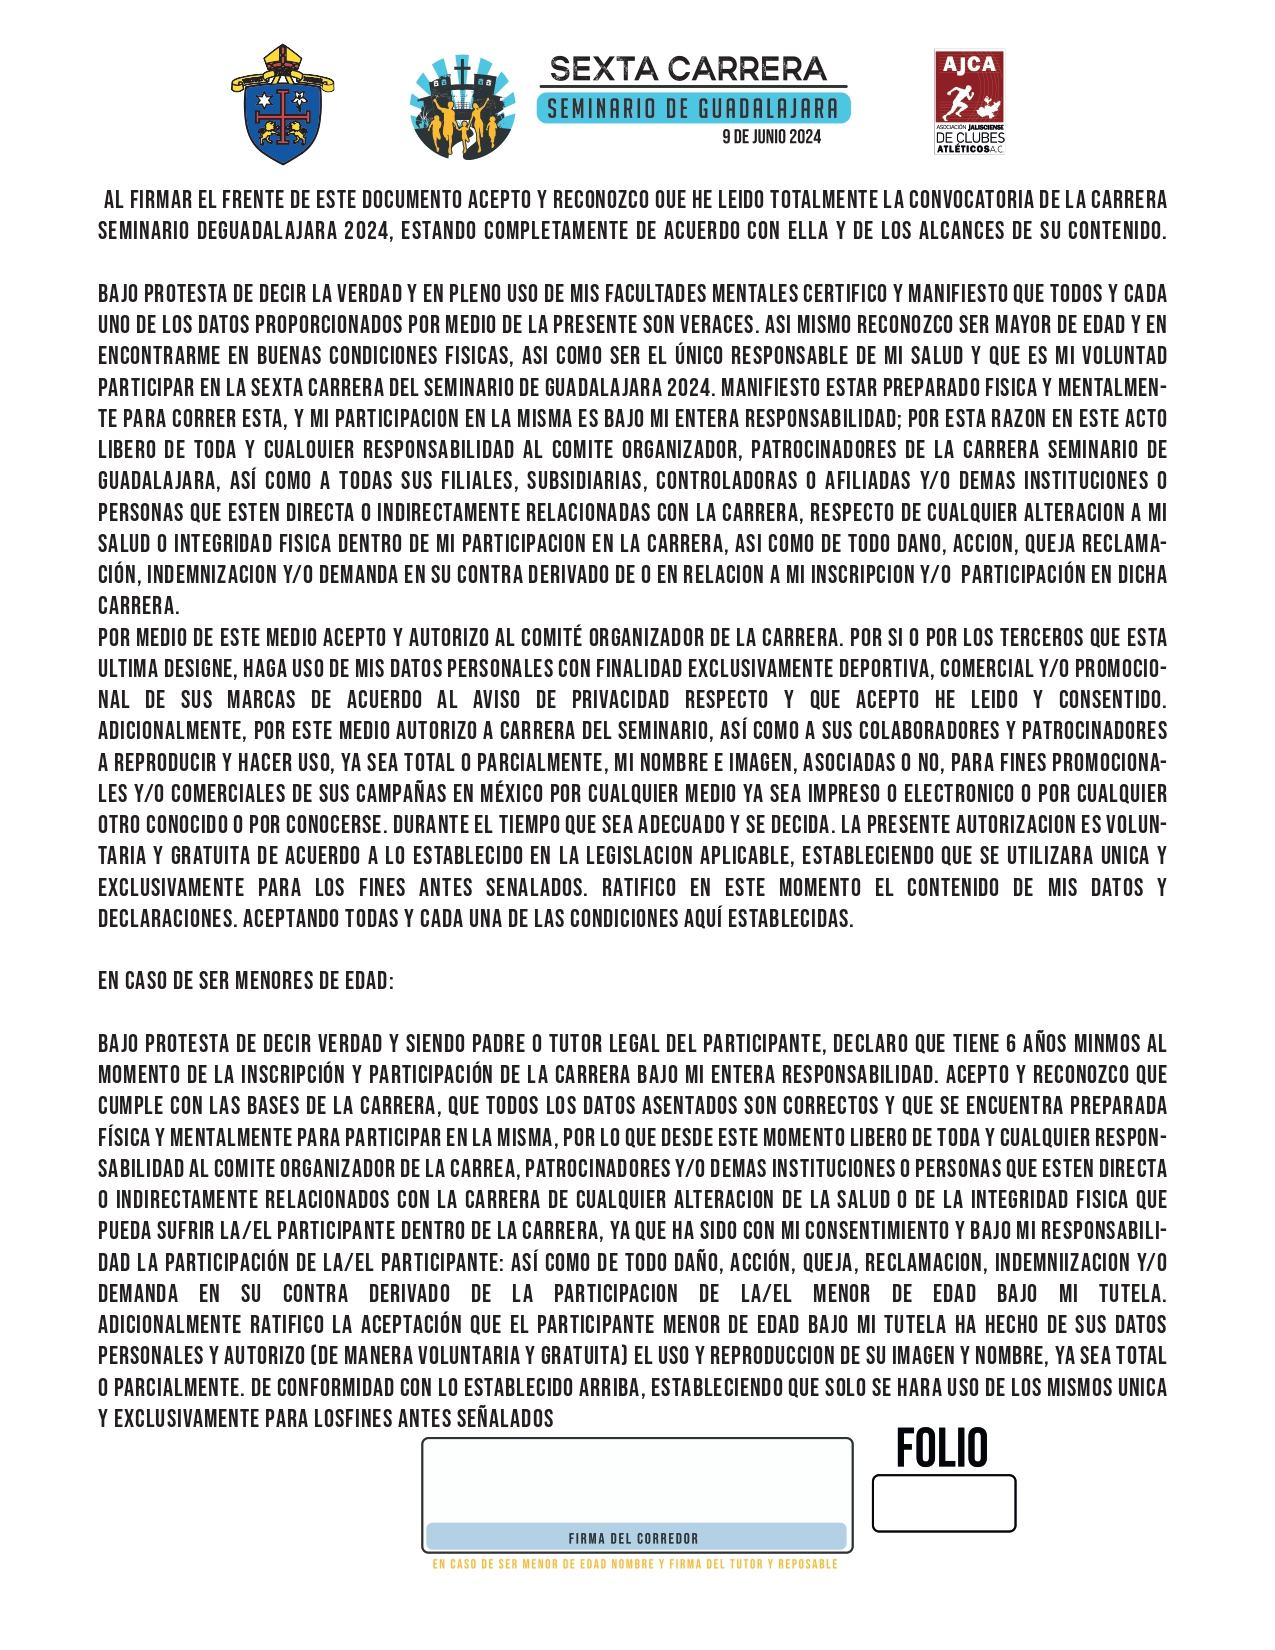 SEXTA CARRERA
SEMINARIO DE GUADALAJARA
9 DE JUNIO 2024
AJCA
ASOCIACIÓN JALISCIENSE
DE CLUBES
ATLÉTICOS A.C.
AL FIRMAR EL FRENTE DE ESTE DOCUMENTO ACEPTO Y RECONOZCO OUE HE LEIDO TOTALMENTE LA CONVOCATORIA DE LA CARRERA
SEMINARIO DEGUADALAJARA 2024, ESTANDO COMPLETAMENTE DE ACUERDO CON ELLA Y DE LOS ALCANCES DE SU CONTENIDO.
BAJO PROTESTA DE DECIR LA VERDAD Y EN PLENO USO DE MIS FACULTADES MENTALES CERTIFICO Y MANIFIESTO QUE TODOS Y CADA
UNO DE LOS DATOS PROPORCIONADOS POR MEDIO DE LA PRESENTE SON VERACES. ASI MISMO RECONOZCO SER MAYOR DE EDAD Y EN
ENCONTRARME EN BUENAS CONDICIONES FISICAS, ASI COMO SER EL ÚNICO RESPONSABLE DE MI SALUD Y QUE ES MI VOLUNTAD
PARTICIPAR EN LA SEXTA CARRERA DEL SEMINARIO DE GUADALAJARA 2024. MANIFIESTO ESTAR PREPARADO FISICA Y MENTALMEN-
TE PARA CORRER ESTA, Y MI PARTICIPACION EN LA MISMA ES BAJO MI ENTERA RESPONSABILIDAD; POR ESTA RAZON EN ESTE ACTO
LIBERO DE TODA Y CUALOUIER RESPONSABILIDAD AL COMITE ORGANIZADOR, PATROCINADORES DE LA CARRERA SEMINARIO DE
GUADALAJARA, ASÍ COMO A TODAS SUS FILIALES, SUBSIDIARIAS, CONTROLADORAS O AFILIADAS Y/O DEMAS INSTITUCIONES O
PERSONAS QUE ESTEN DIRECTA O INDIRECTAMENTE RELACIONADAS CON LA CARRERA, RESPECTO DE CUALQUIER ALTERACION A MI
SALUD O INTEGRIDAD FISICA DENTRO DE MI PARTICIPACION EN LA CARRERA, ASI COMO DE TODO DANO, ACCION, QUEJA RECLAMA-
CIÓN, INDEMNIZACION Y/O DEMANDA EN SU CONTRA DERIVADO DE O EN RELACION A MI INSCRIPCION Y/O PARTICIPACIÓN EN DICHA
CARRERA.
POR MEDIO DE ESTE MEDIO ACEPTO Y AUTORIZO AL COMITÉ ORGANIZADOR DE LA CARRERA. POR SI O POR LOS TERCEROS QUE ESTA
ULTIMA DESIGNE, HAGA USO DE MIS DATOS PERSONALES CON FINALIDAD EXCLUSIVAMENTE DEPORTIVA, COMERCIAL Y/O PROMOCIO-
NAL DE SUS MARCAS DE ACUERDO AL AVISO DE PRIVACIDAD RESPECTO Y QUE ACEPTO HE LEIDO Y CONSENTIDO.
ADICIONALMENTE, POR ESTE MEDIO AUTORIZO A CARRERA DEL SEMINARIO, ASÍ COMO A SUS COLABORADORES Y PATROCINADORES
A REPRODUCIR Y HACER USO, YA SEA TOTAL O PARCIALMENTE, MI NOMBRE E IMAGEN, ASOCIADAS O NO, PARA FINES PROMOCIONA-
LES Y/O COMERCIALES DE SUS CAMPAÑAS EN MÉXICO POR CUALQUIER MEDIO YA SEA IMPRESO O ELECTRONICO O POR CUALQUIER
OTRO CONOCIDO O POR CONOCERSE. DURANTE EL TIEMPO QUE SEA ADECUADO Y SE DECIDA. LA PRESENTE AUTORIZACION ES VOLUN-
TARIA Y GRATUITA DE ACUERDO A LO ESTABLECIDO EN LA LEGISLACION APLICABLE, ESTABLECIENDO QUE SE UTILIZARA UNICA Y
EXCLUSIVAMENTE PARA LOS FINES ANTES SENALADOS. RATIFICO EN ESTE MOMENTO EL CONTENIDO DE MIS DATOS Y
DECLARACIONES. ACEPTANDO TODAS Y CADA UNA DE LAS CONDICIONES AQUÍ ESTABLECIDAS.
EN CASO DE SER MENORES DE EDAD:
BAJO PROTESTA DE DECIR VERDAD Y SIENDO PADRE O TUTOR LEGAL DEL PARTICIPANTE, DECLARO QUE TIENE 6 AÑOS MINMOS AL
MOMENTO DE LA INSCRIPCIÓN Y PARTICIPACIÓN DE LA CARRERA BAJO MI ENTERA RESPONSABILIDAD. ACEPTO Y RECONOZCO QUE
CUMPLE CON LAS BASES DE LA CARRERA, QUE TODOS LOS DATOS ASENTADOS SON CORRECTOS Y QUE SE ENCUENTRA PREPARADA
FÍSICA Y MENTALMENTE PARA PARTICIPAR EN LA MISMA, POR LO QUE DESDE ESTE MOMENTO LIBERO DE TODA Y CUALQUIER RESPON-
SABILIDAD AL COMITE ORGANIZADOR DE LA CARREA, PATROCINADORES Y/O DEMAS INSTITUCIONES O PERSONAS QUE ESTEN DIRECTA
O INDIRECTAMENTE RELACIONADOS CON LA CARRERA DE CUALQUIER ALTERACION DE LA SALUD O DE LA INTEGRIDAD FISICA QUE
PUEDA SUFRIR LA/EL PARTICIPANTE DENTRO DE LA CARRERA, YA QUE HA SIDO CON MI CONSENTIMIENTO Y BAJO MI RESPONSABILI-
DAD LA PARTICIPACIÓN DE LA/EL PARTICIPANTE: ASÍ COMO DE TODO DAÑO, ACCIÓN, QUEJA, RECLAMACION, INDEMNIIZACION Y/O
DEMANDA EN SU CONTRA DERIVADO DE LA PARTICIPACION DE LA/EL MENOR DE EDAD BAJO MI TUTELA.
ADICIONALMENTE RATIFICO LA ACEPTACIÓN QUE EL PARTICIPANTE MENOR DE EDAD BAJO MI TUTELA HA HECHO DE SUS DATOS
PERSONALES Y AUTORIZO (DE MANERA VOLUNTARIA Y GRATUITA) EL USO Y REPRODUCCION DE SU IMAGEN Y NOMBRE, YA SEA TOTAL
O PARCIALMENTE. DE CONFORMIDAD CON LO ESTABLECIDO ARRIBA, ESTABLECIENDO QUE SOLO SE HARA USO DE LOS MISMOS UNICA
Y EXCLUSIVAMENTE PARA LOSFINES ANTES SEÑALADOS
FOLIO
FIRMA DEL CORREDOR
EN CASO DE SER MENOR DE EDAD NOMBRE Y FIRMA DEL TUTOR Y REPOSABLE